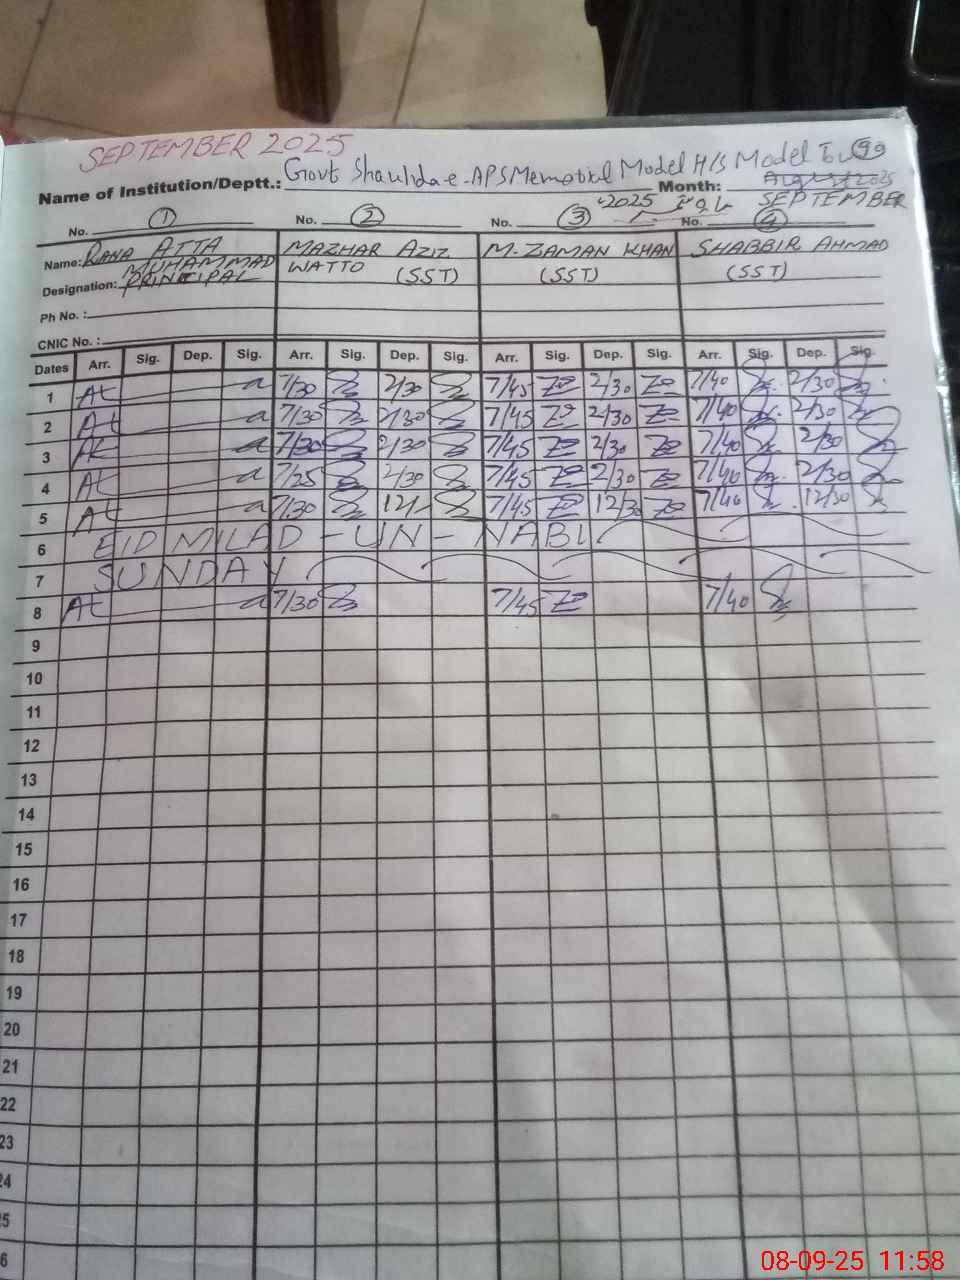 SEPTEMBER 2025
Name of Institution/Deptt.: Govt Shauhda e. APS Memorial Model H/S Model Town 99
Month: August 2025 SEPTEMBER
2025
No. 1 No. 2 No. 3 No. 4
Name: RANA ATTA MUHAMMAD MAZHAR AZIZ WATTO M. ZAMAN KHAN SHABBIR AHMAD
Designation: PRINCIPAL (SST) (SST) (SST)
Ph No. :
CNIC No. :
Dates Arr. Sig. Dep. Sig. Arr. Sig. Dep. Sig. Arr. Sig. Dep. Sig. Arr. Sig. Dep. Sig.
1 At a 7/30 2/30 7/45 2/30 7/40 2/30
2 At a 7/30 2/30 7/45 2/30 7/40 2/30
3 At a 7/30 2/30 7/45 2/30 7/40 2/30
4 At a 7/25 2/30 7/45 2/30 7/40 2/30
5 At a 7/30 12/ 7/45 12/30 7/40 12/30
6 EID MILAD - UN - NABI
7 SUNDAY
8 At a 7/30 7/45 7/40
9
10
11
12
13
14
15
16
17
18
19
20
21
22
23
24
5
6
08-09-25 11:58